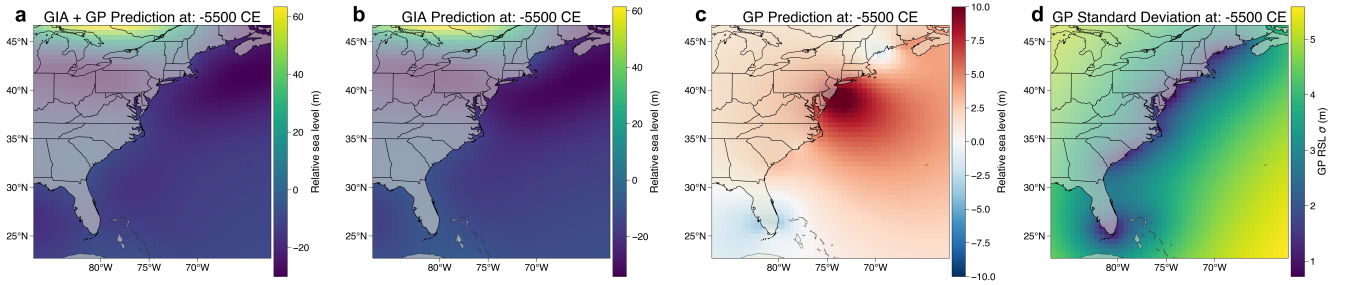 a GIA + GP Prediction at: -5500 CE
45°N
40°N
35°N
30°N
25°N
80°W 75°W 70°W
60
40
20
0
−20
Relative sea level (m)
b GIA Prediction at: -5500 CE
45°N
40°N
35°N
30°N
25°N
80°W 75°W 70°W
60
40
20
0
−20
Relative sea level (m)
c GP Prediction at: -5500 CE
45°N
40°N
35°N
30°N
25°N
80°W 75°W 70°W
10.0
7.5
5.0
2.5
0.0
−2.5
−5.0
−7.5
−10.0
Relative sea level (m)
d GP Standard Deviation at: -5500 CE
45°N
40°N
35°N
30°N
25°N
80°W 75°W 70°W
5
4
3
2
1
GP RSL σ (m)